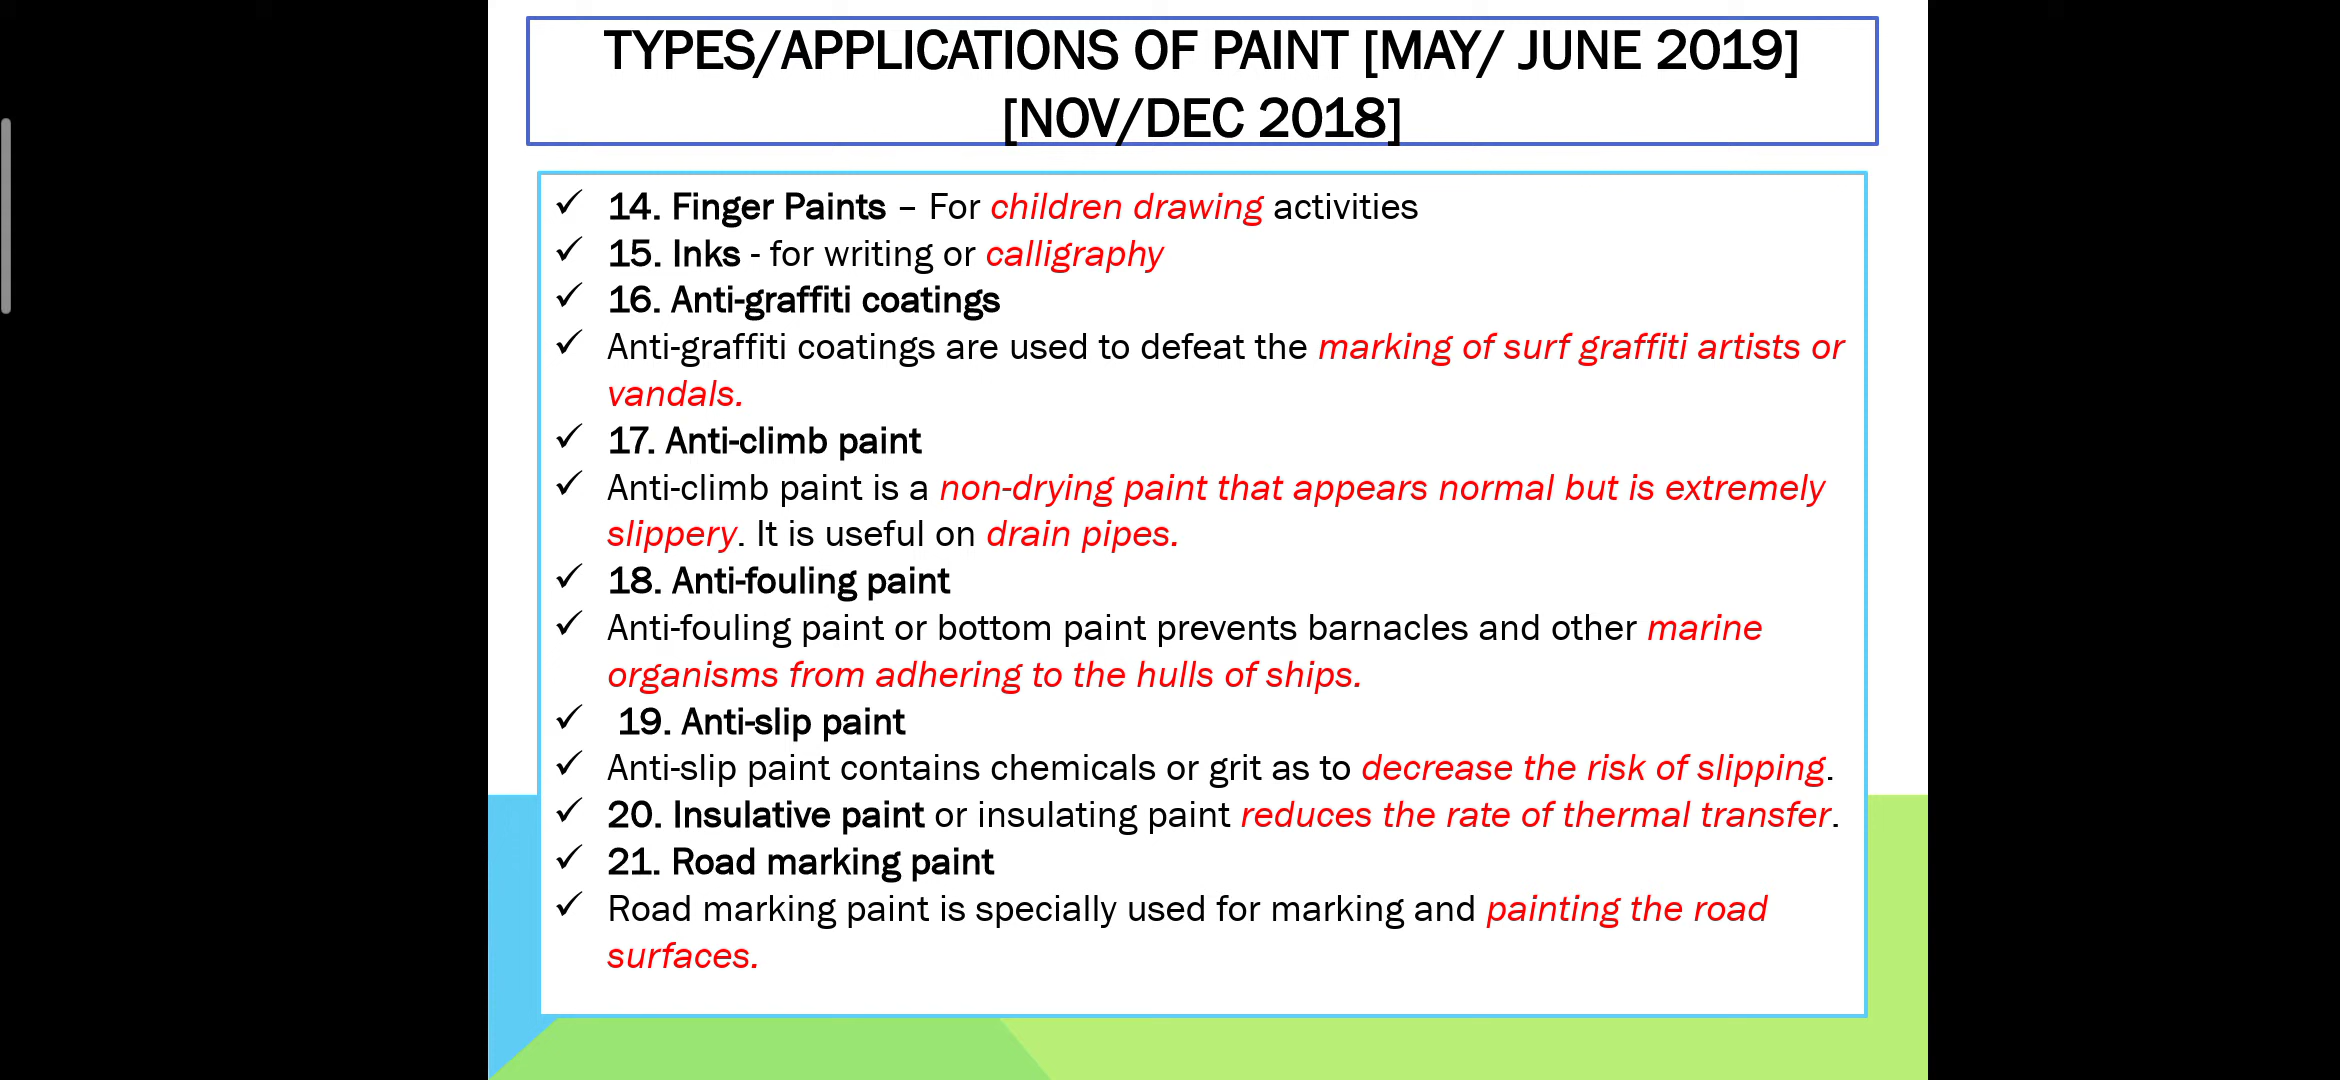 TYPES/APPLICATIONS OF PAINT [MAY/ JUNE 2019]
[NOV/DEC 2018]
✓ 14. Finger Paints – For children drawing activities
✓ 15. Inks - for writing or calligraphy
✓ 16. Anti-graffiti coatings
✓ Anti-graffiti coatings are used to defeat the marking of surf graffiti artists or
vandals.
✓ 17. Anti-climb paint
✓ Anti-climb paint is a non-drying paint that appears normal but is extremely
slippery. It is useful on drain pipes.
✓ 18. Anti-fouling paint
✓ Anti-fouling paint or bottom paint prevents barnacles and other marine
organisms from adhering to the hulls of ships.
✓ 19. Anti-slip paint
✓ Anti-slip paint contains chemicals or grit as to decrease the risk of slipping.
✓ 20. Insulative paint or insulating paint reduces the rate of thermal transfer.
✓ 21. Road marking paint
✓ Road marking paint is specially used for marking and painting the road
surfaces.